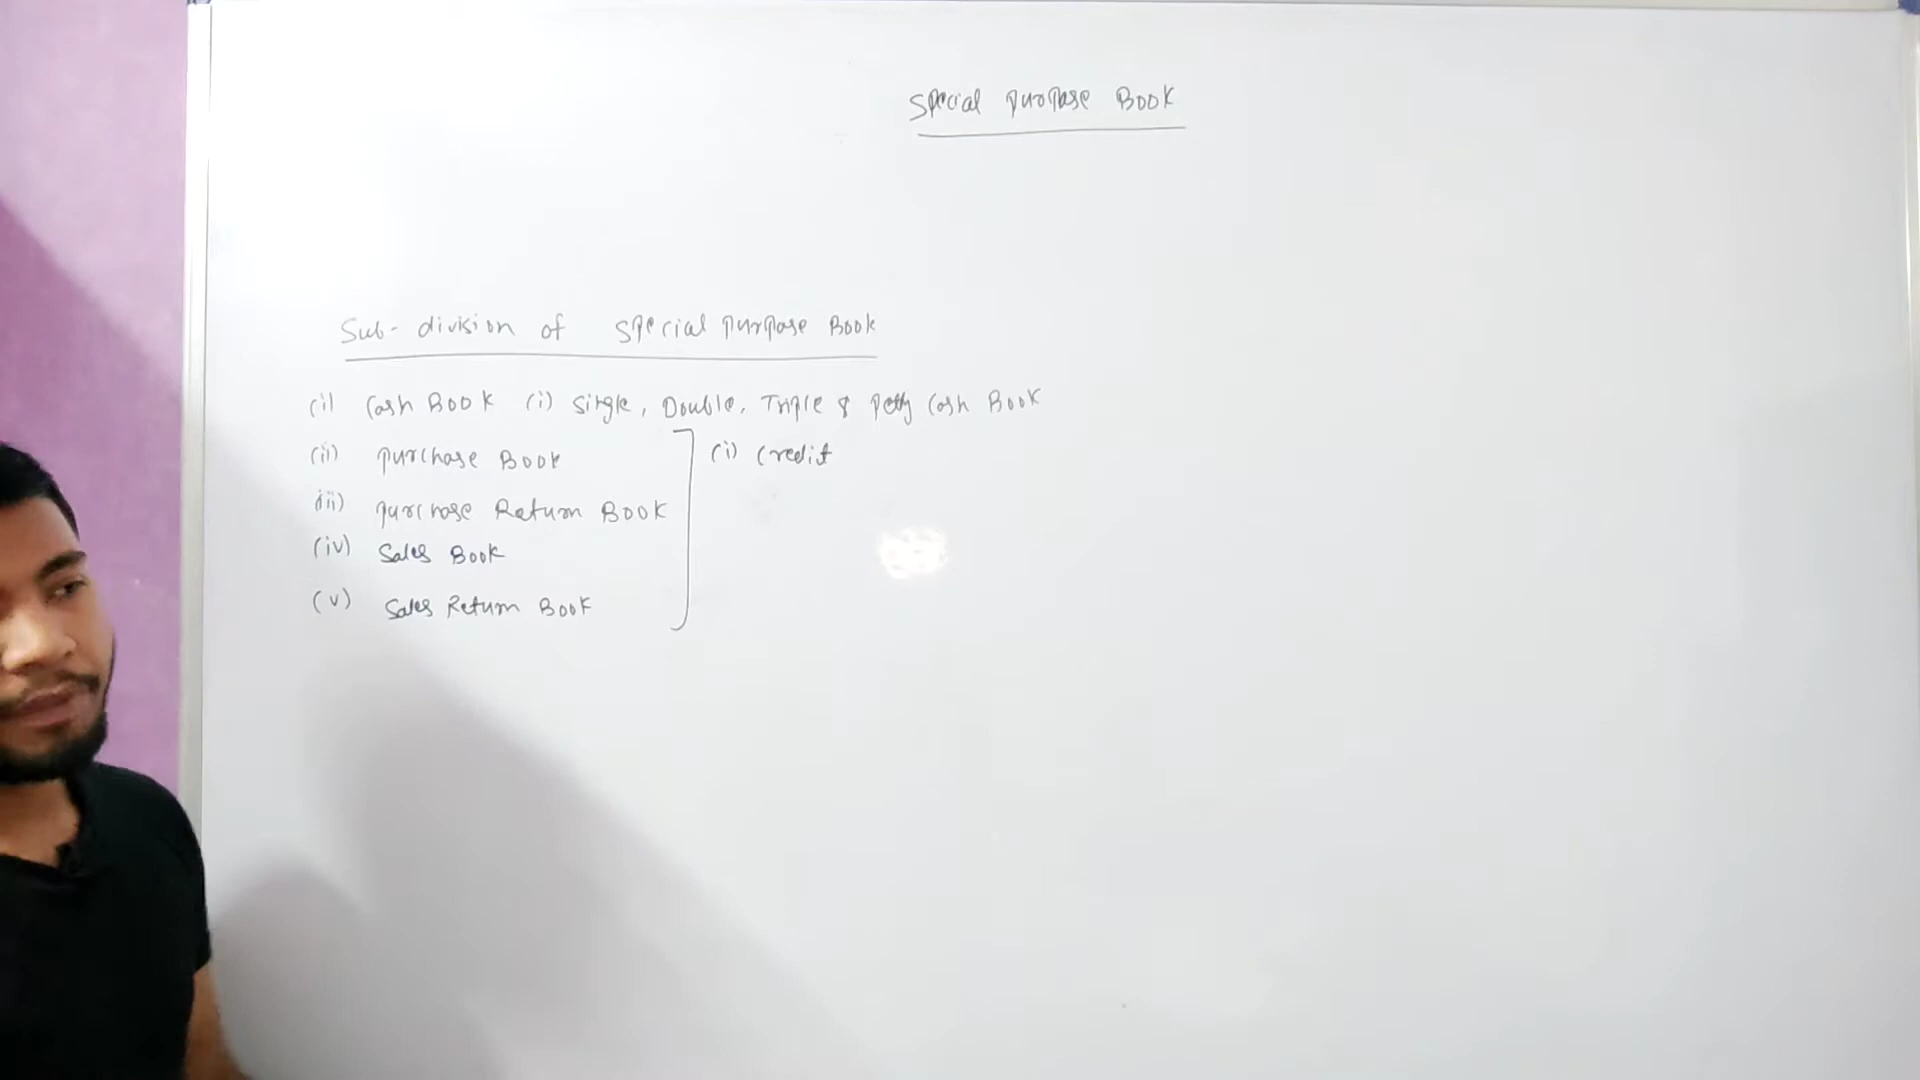 Special Purpose Book
Sub-division of Special Purpose Book
(i) Cash Book (i) Single, Double, Triple & Petty Cash Book
(ii) Purchase Book (i) Credit
iii) Purchase Return Book
(iv) Sales Book
(v) Sales Return Book